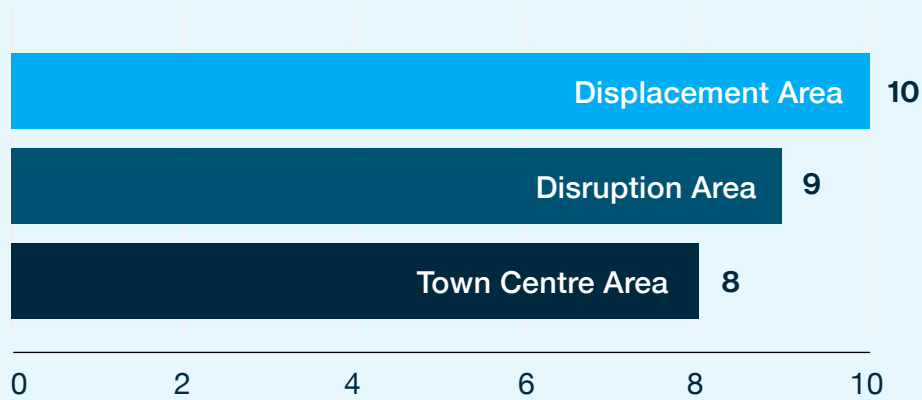 Displacement Area 10
Disruption Area 9
Town Centre Area 8
0 2 4 6 8 10